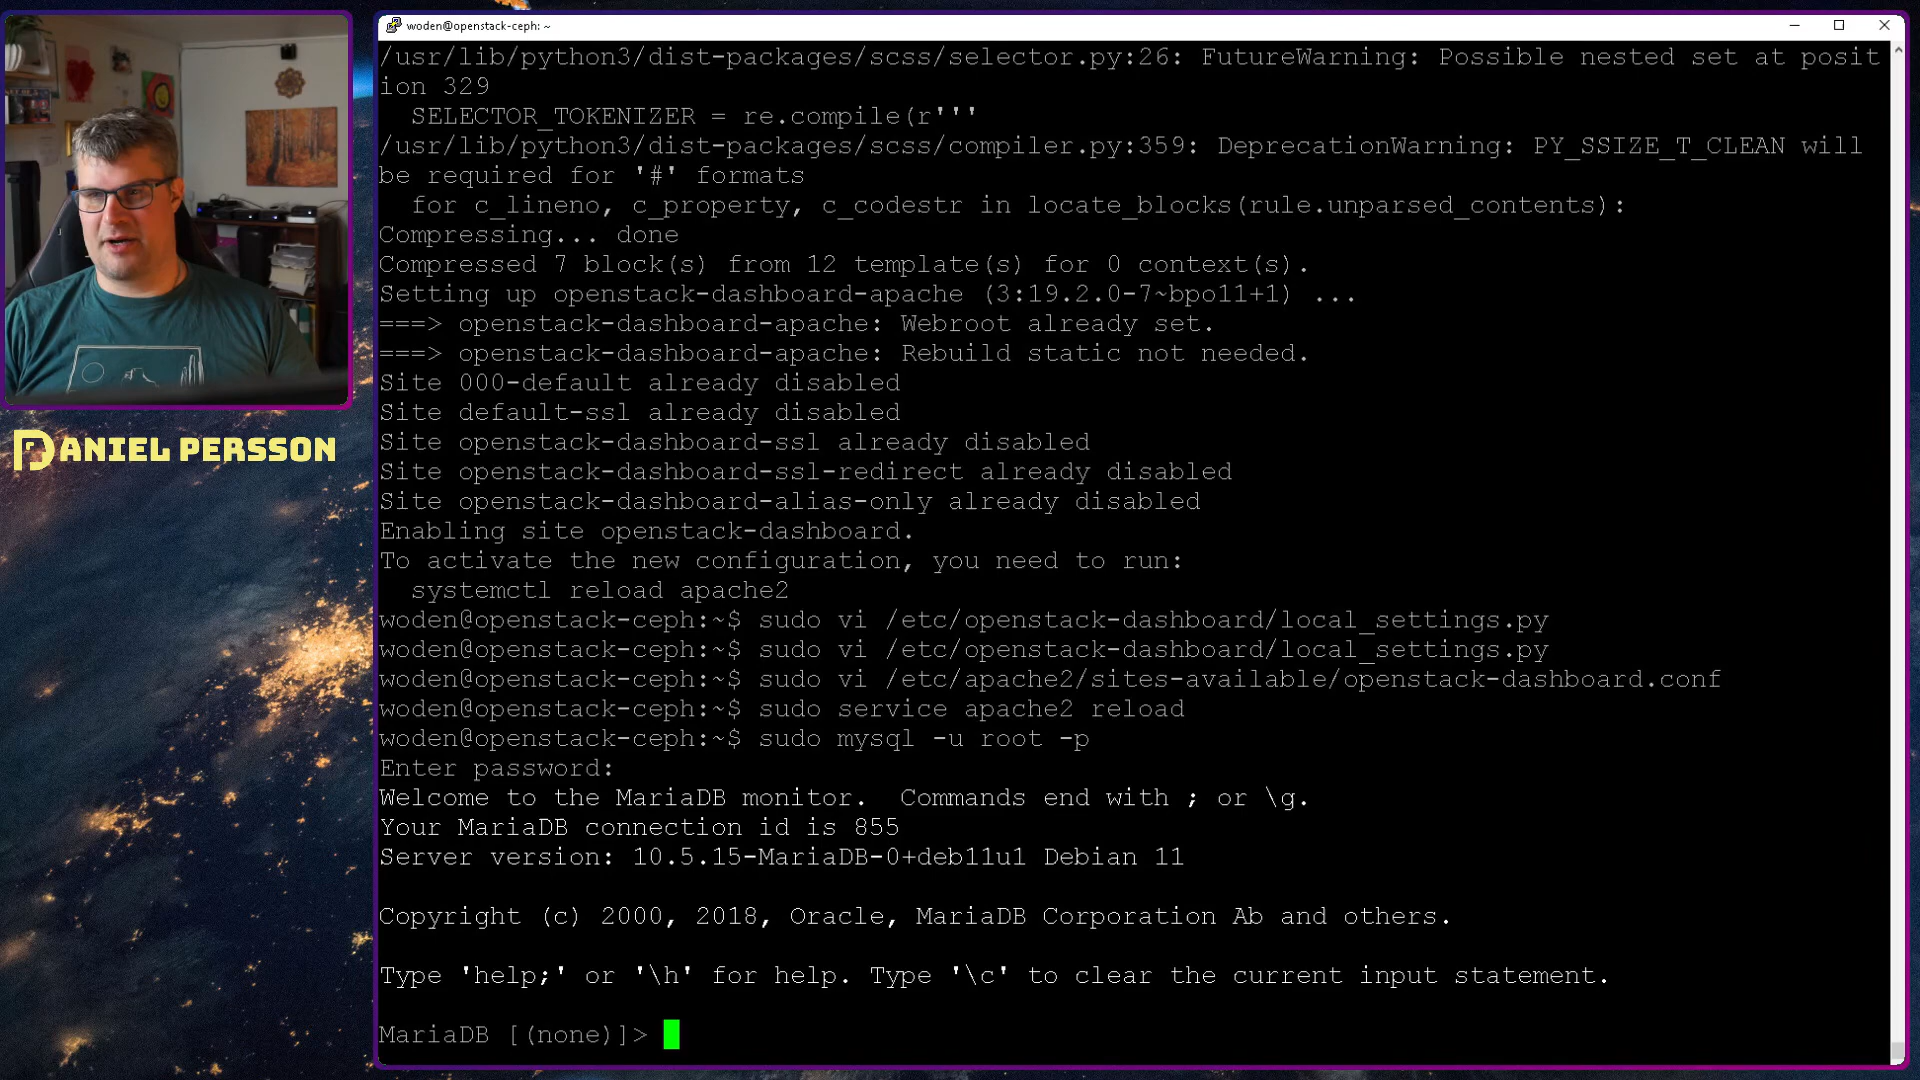 woden@openstack-ceph: ~
/usr/lib/python3/dist-packages/scss/selector.py:26: FutureWarning: Possible nested set at posit
ion 329
  SELECTOR_TOKENIZER = re.compile(r'''
/usr/lib/python3/dist-packages/scss/compiler.py:359: DeprecationWarning: PY_SSIZE_T_CLEAN will
be required for '#' formats
  for c_lineno, c_property, c_codestr in locate_blocks(rule.unparsed_contents):
Compressing... done
Compressed 7 block(s) from 12 template(s) for 0 context(s).
Setting up openstack-dashboard-apache (3:19.2.0-7~bpo11+1) ...
===> openstack-dashboard-apache: Webroot already set.
===> openstack-dashboard-apache: Rebuild static not needed.
Site 000-default already disabled
Site default-ssl already disabled
Site openstack-dashboard-ssl already disabled
Site openstack-dashboard-ssl-redirect already disabled
Site openstack-dashboard-alias-only already disabled
Enabling site openstack-dashboard.
To activate the new configuration, you need to run:
  systemctl reload apache2
woden@openstack-ceph:~$ sudo vi /etc/openstack-dashboard/local_settings.py
woden@openstack-ceph:~$ sudo vi /etc/openstack-dashboard/local_settings.py
woden@openstack-ceph:~$ sudo vi /etc/apache2/sites-available/openstack-dashboard.conf
woden@openstack-ceph:~$ sudo service apache2 reload
woden@openstack-ceph:~$ sudo mysql -u root -p
Enter password:
Welcome to the MariaDB monitor.  Commands end with ; or \g.
Your MariaDB connection id is 855
Server version: 10.5.15-MariaDB-0+deb11u1 Debian 11
Copyright (c) 2000, 2018, Oracle, MariaDB Corporation Ab and others.
Type 'help;' or '\h' for help. Type '\c' to clear the current input statement.
MariaDB [(none)]>
DANIEL PERSSON